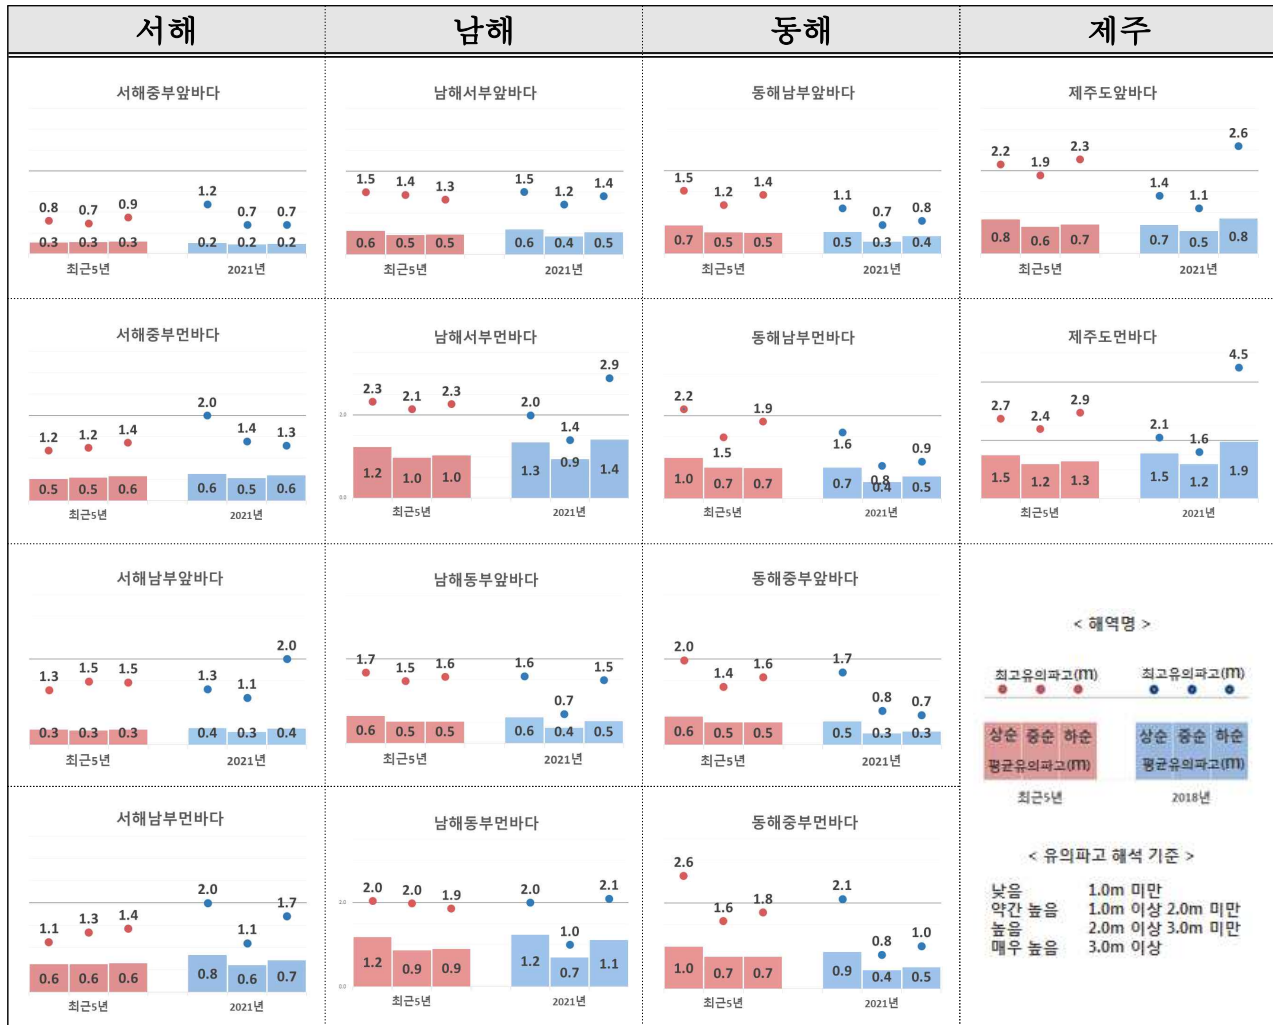 서해 남해 동해 제주
서해중부앞바다
0.8 0.7 0.9 1.2 0.7 0.7
0.3 0.3 0.3 0.2 0.2 0.2
최근5년 2021년
남해서부앞바다
1.5 1.4 1.3 1.5 1.2 1.4
0.6 0.5 0.5 0.6 0.4 0.5
최근5년 2021년
동해남부앞바다
1.5 1.2 1.4 1.1 0.7 0.8
0.7 0.5 0.5 0.5 0.3 0.4
최근5년 2021년
제주도앞바다
2.2 1.9 2.3 1.4 1.1 2.6
0.8 0.6 0.7 0.7 0.5 0.8
최근5년 2021년
서해중부먼바다
1.2 1.2 1.4 2.0 1.4 1.3
0.5 0.5 0.6 0.6 0.5 0.6
최근5년 2021년
남해서부먼바다
2.3 2.1 2.3 2.0 1.4 2.9
2.0
1.2 1.0 1.0 1.3 0.9 1.4
0.0
최근5년 2021년
동해남부먼바다
2.2 1.5 1.9 1.6 0.8 0.9
1.0 0.7 0.7 0.7 0.4 0.5
최근5년 2021년
제주도먼바다
2.7 2.4 2.9 2.1 1.6 4.5
1.5 1.2 1.3 1.5 1.2 1.9
최근5년 2021년
서해남부앞바다
1.3 1.5 1.5 1.3 1.1 2.0
0.3 0.3 0.3 0.4 0.3 0.4
최근5년 2021년
남해동부앞바다
1.7 1.5 1.6 1.6 0.7 1.5
0.6 0.5 0.5 0.6 0.4 0.5
최근5년 2021년
동해중부앞바다
2.0 1.4 1.6 1.7 0.8 0.7
0.6 0.5 0.5 0.5 0.3 0.3
최근5년 2021년
서해남부먼바다
1.1 1.3 1.4 2.0 1.1 1.7
0.6 0.6 0.6 0.8 0.6 0.7
최근5년 2021년
남해동부먼바다
2.0 2.0 1.9 2.0 1.0 2.1
2.0
1.2 0.9 0.9 1.2 0.7 1.1
0.0
최근5년 2021년
동해중부먼바다
2.6 1.6 1.8 2.1 0.8 1.0
1.0 0.7 0.7 0.9 0.4 0.5
최근5년 2021년
< 해역명 >
최고유의파고(m) 최고유의파고(m)
상순 중순 하순 상순 중순 하순
평균유의파고(m) 평균유의파고(m)
최근5년 2018년
< 유의파고 해석 기준 >
낮음 1.0m 미만
약간 높음 1.0m 이상 2.0m 미만
높음 2.0m 이상 3.0m 미만
매우 높음 3.0m 이상